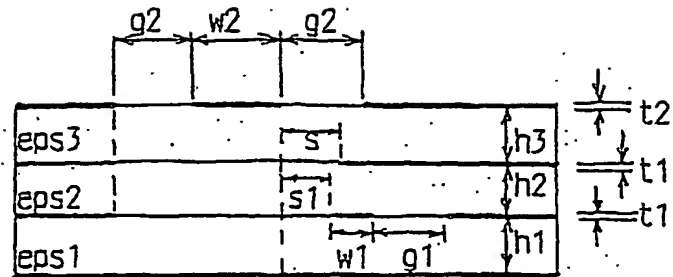 g2 w2 g2
t2
eps3 s h3
t1
eps2 s1 h2
t1
eps1 w1 g1 h1